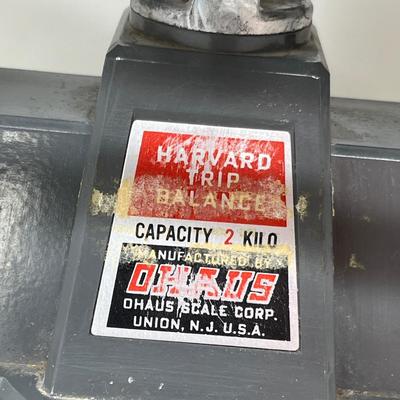 HARVARD
TRIP
BALANCE
CAPACITY 2 KILO
MANUFACTURED BY
OHAUS
OHAUS SCALE CORP.
UNION, N.J. U.S.A.